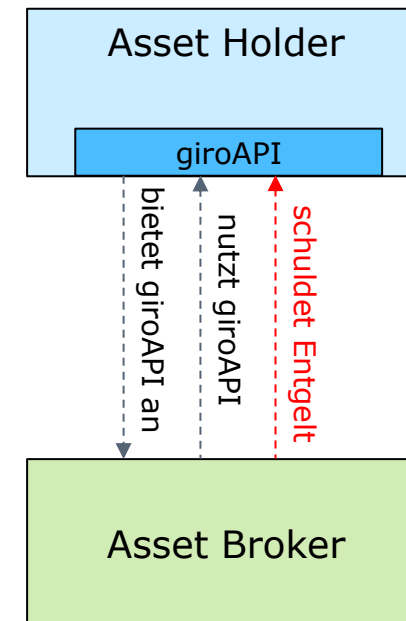 Asset Holder
giroAPI
bietet giroAPI an
nutzt giroAPI
schuldet Entgelt
Asset Broker